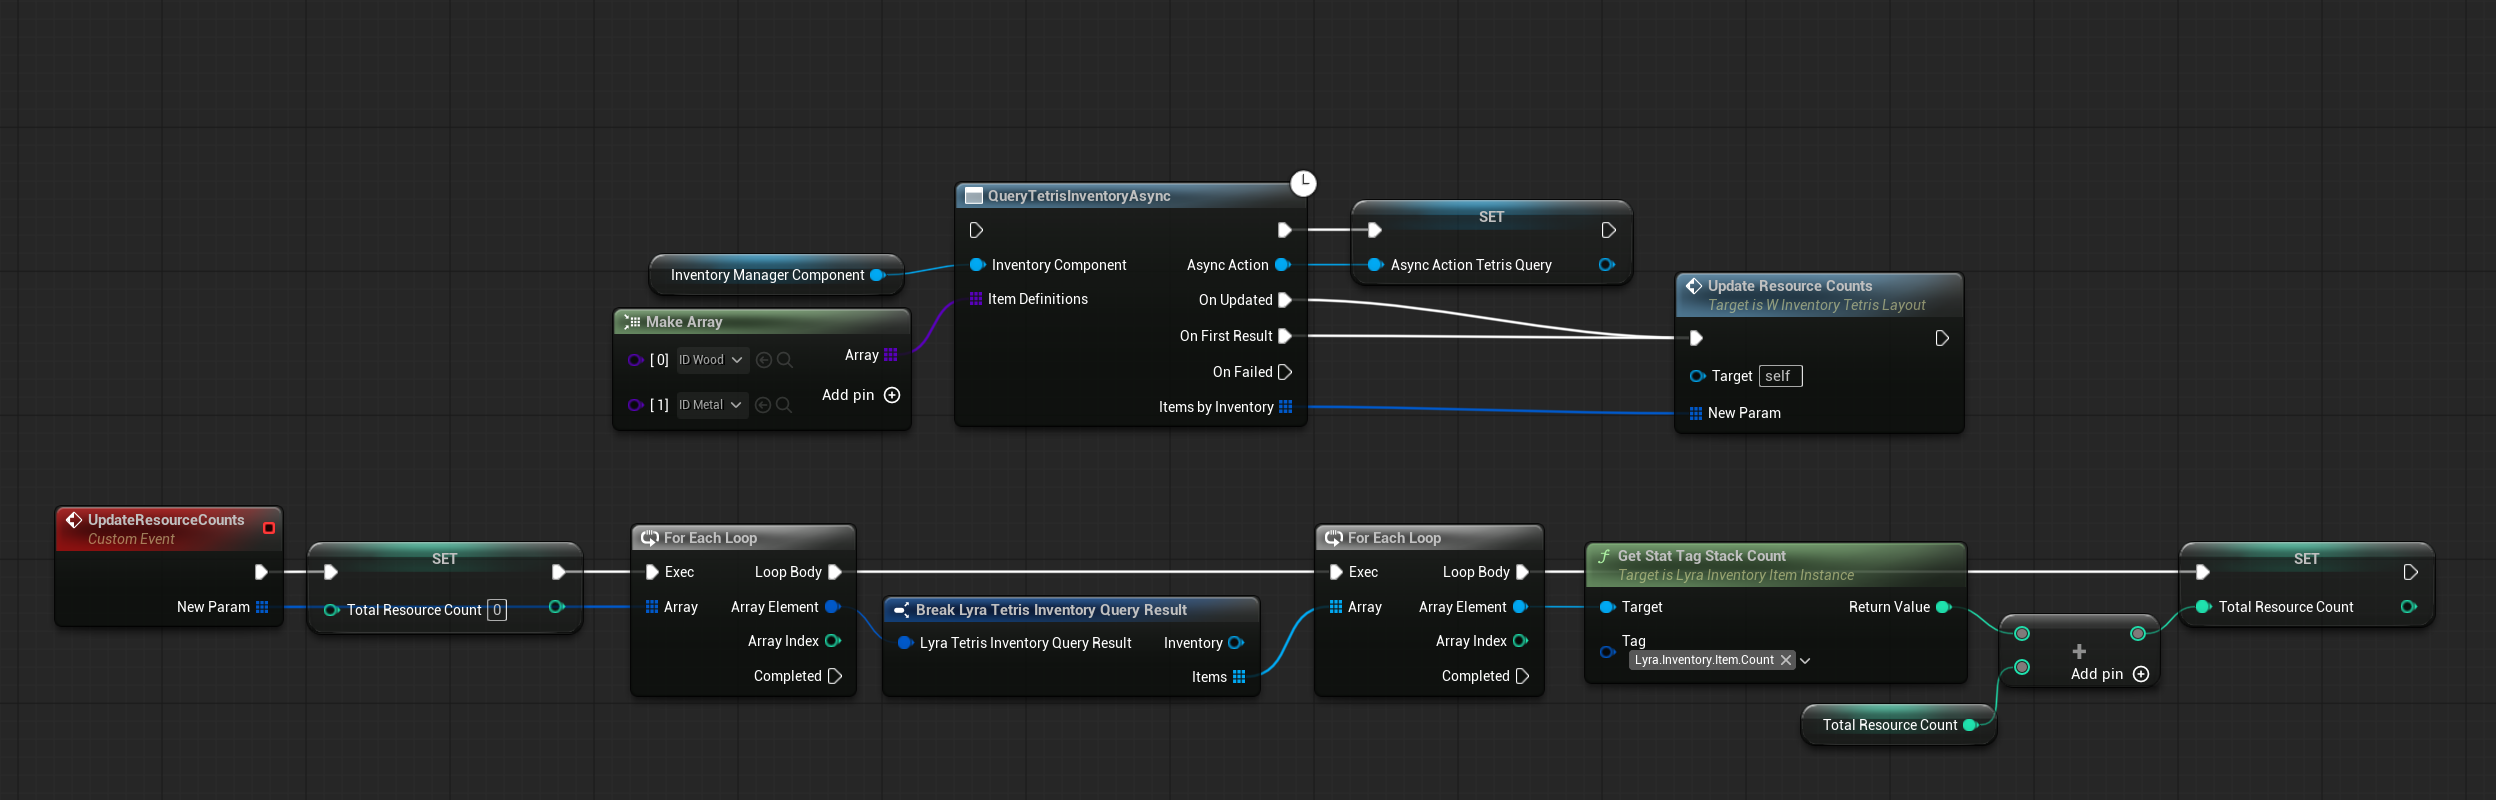 QueryTetrisInventoryAsync
SET
Inventory Manager Component
Inventory Component
Async Action
Async Action Tetris Query
Item Definitions
On Updated
Update Resource Counts
Target is W Inventory Tetris Layout
Make Array
[0] ID Wood
Array
On First Result
On Failed
Target self
[1] ID Metal
Add pin
Items by Inventory
New Param
UpdateResourceCounts
Custom Event
New Param
SET
Total Resource Count 0
For Each Loop
Exec
Loop Body
Array
Array Element
Array Index
Completed
Break Lyra Tetris Inventory Query Result
Lyra Tetris Inventory Query Result
Inventory
Items
For Each Loop
Exec
Loop Body
Array
Array Element
Array Index
Completed
f Get Stat Tag Stack Count
Target is Lyra Inventory Item Instance
Target
Return Value
Tag
Lyra.Inventory.Item.Count
Add pin
Total Resource Count
SET
Total Resource Count